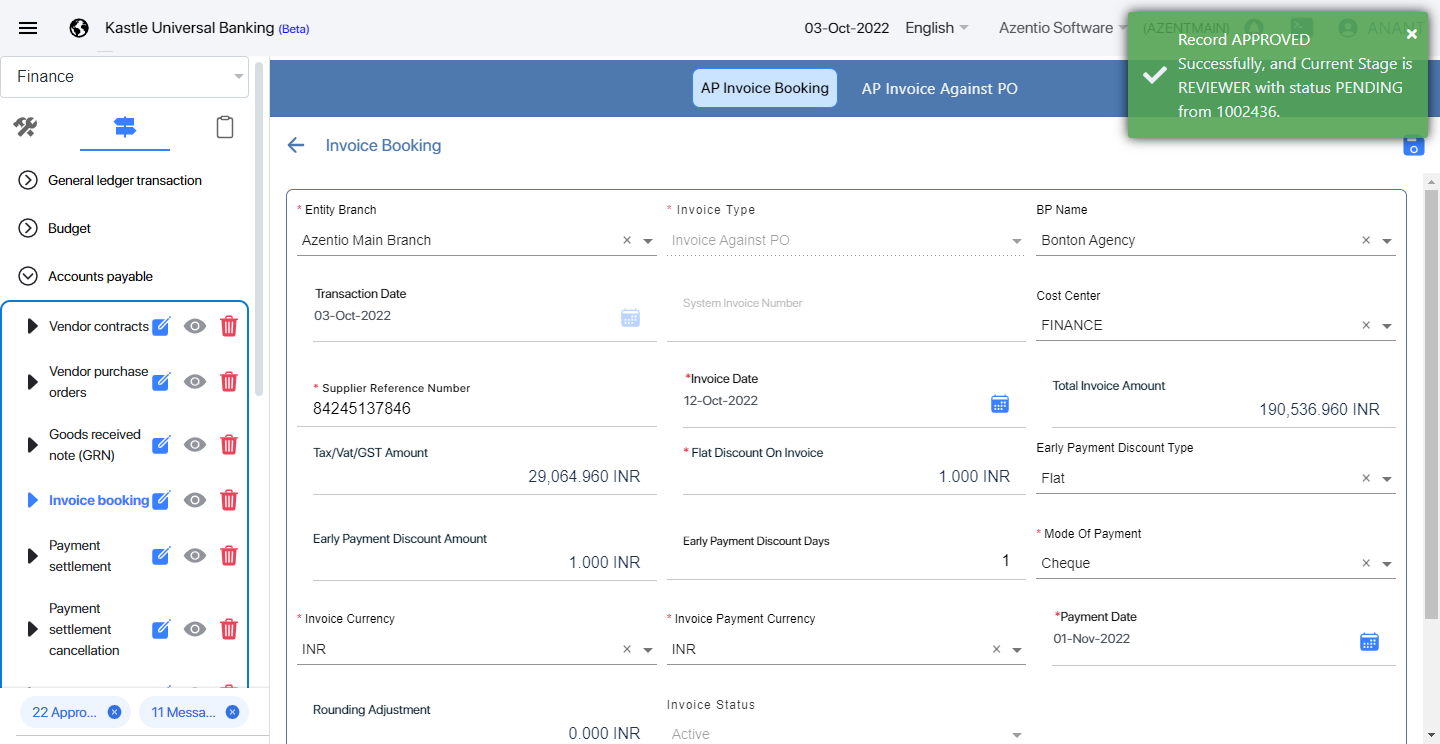 Kastle Universal Banking (Beta)
03-Oct-2022
English
Azentio Software
(AZENTMAIN)
ANANT
Record APPROVED
Successfully, and Current Stage is
REVIEWER with status PENDING
from 1002436.
Finance
AP Invoice Booking
AP Invoice Against PO
Invoice Booking
General ledger transaction
Budget
Accounts payable
Vendor contracts
Vendor purchase
orders
Goods received
note (GRN)
Invoice booking
Payment
settlement
Payment
settlement
cancellation
22 Appro...
11 Messa...
* Entity Branch
Azentio Main Branch
* Invoice Type
Invoice Against PO
BP Name
Bonton Agency
Transaction Date
03-Oct-2022
System Invoice Number
Cost Center
FINANCE
* Supplier Reference Number
84245137846
*Invoice Date
12-Oct-2022
Total Invoice Amount
190,536.960 INR
Tax/Vat/GST Amount
29,064.960 INR
* Flat Discount On Invoice
1.000 INR
Early Payment Discount Type
Flat
Early Payment Discount Amount
1.000 INR
Early Payment Discount Days
1
* Mode Of Payment
Cheque
* Invoice Currency
INR
* Invoice Payment Currency
INR
*Payment Date
01-Nov-2022
Rounding Adjustment
0.000 INR
Invoice Status
Active